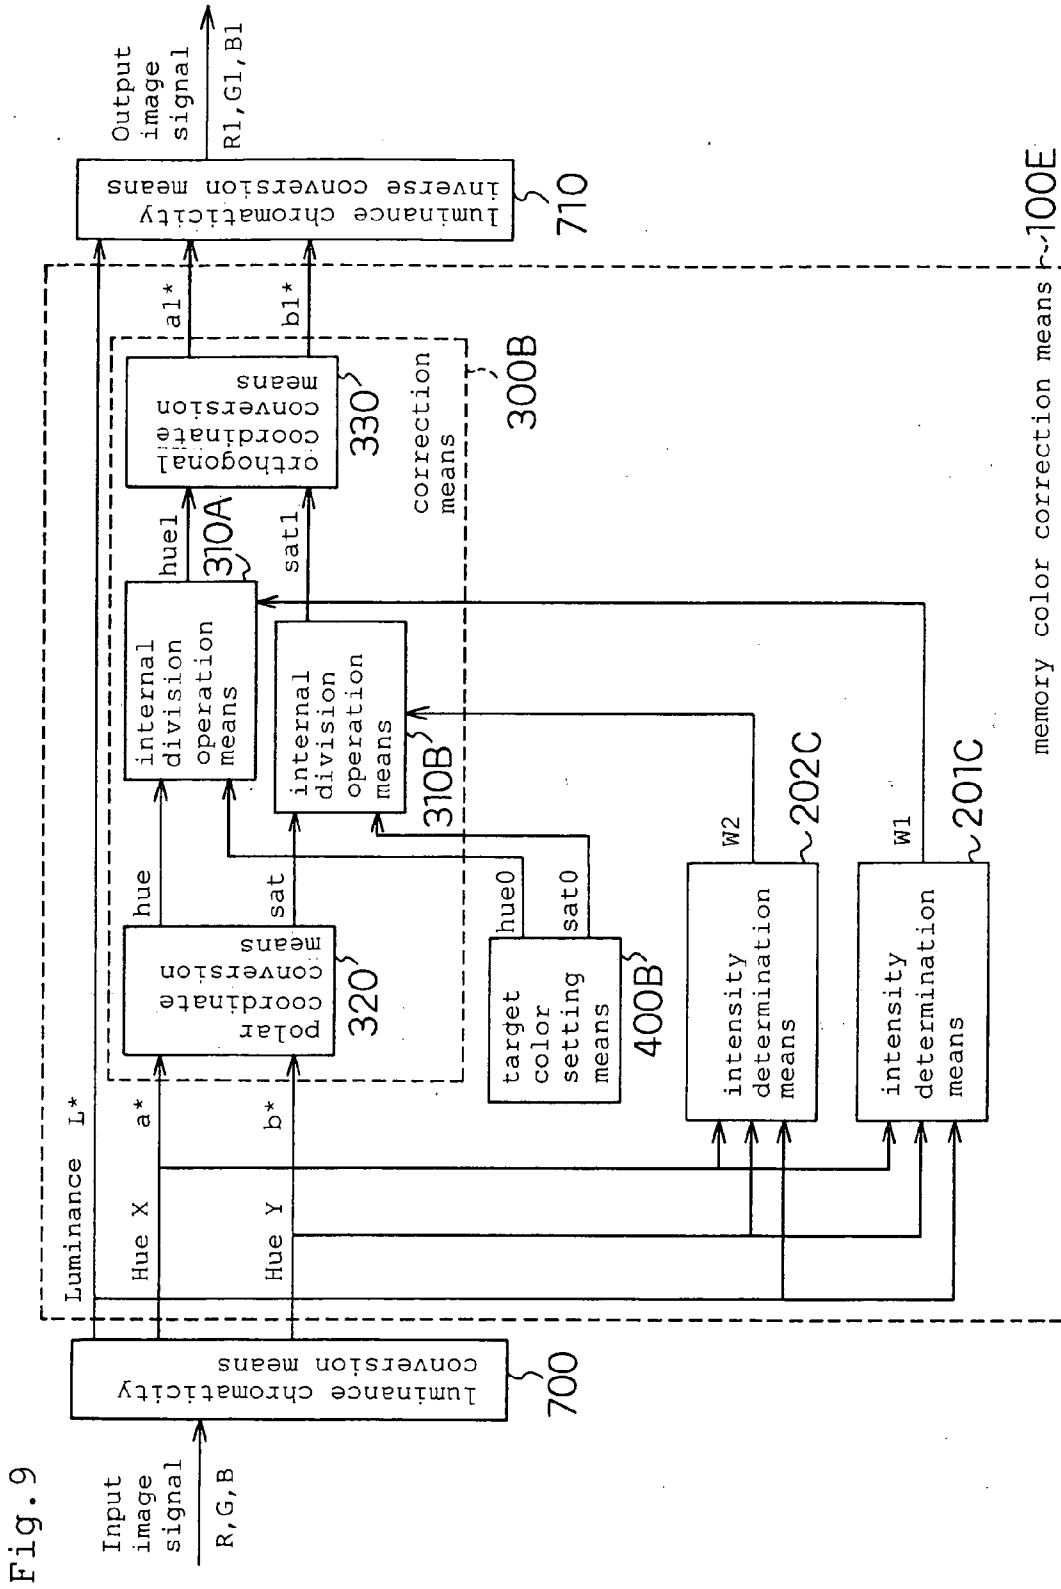 Fig.9
Input
image
signal
R,G,B
luminance chromaticity
conversion means
700
Luminance L*
Hue X a*
Hue Y b*
polar
coordinate
conversion
means
320
hue
sat
internal
division
operation
means
310A
internal
division
operation
means
310B
hue1
sat1
orthogonal
coordinate
conversion
means
330
correction
means
300B
a1*
b1*
luminance chromaticity
inverse conversion means
710
Output
image
signal
R1,G1,B1
target
color
setting
means
400B
hue0
sat0
intensity
determination
means
202C
W2
intensity
determination
means
201C
W1
memory color correction means
100E